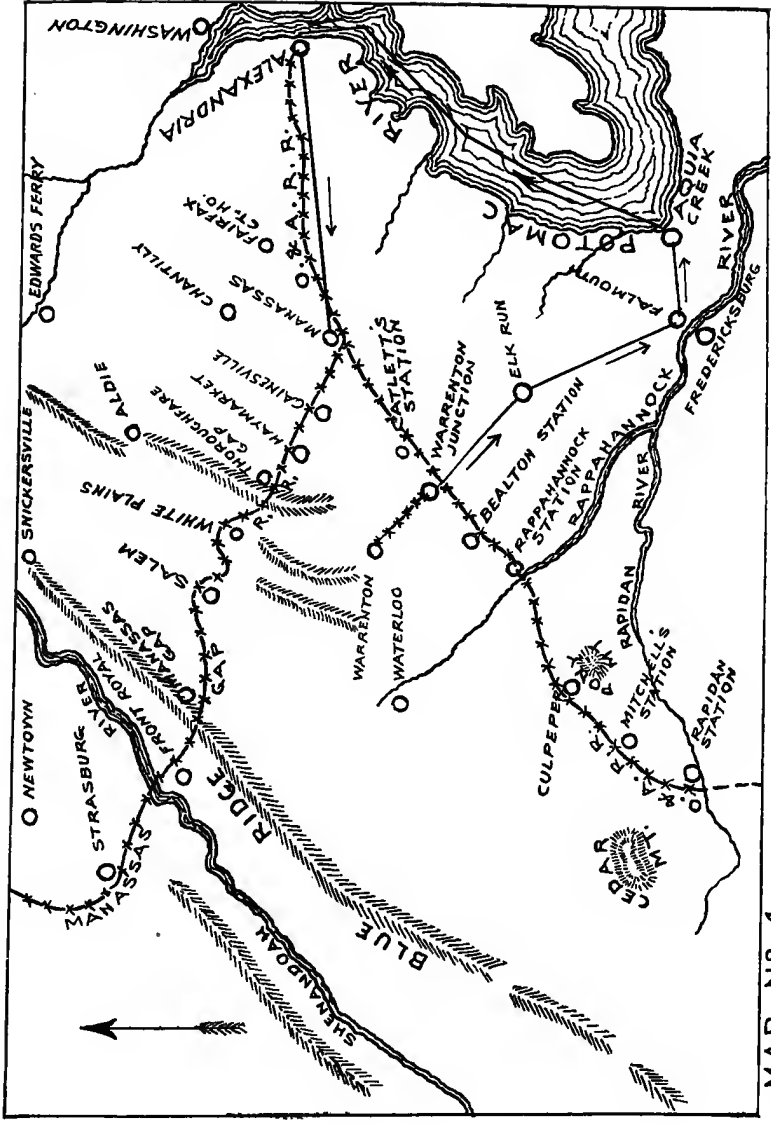 WASHINGTON
ALEXANDRIA
EDWARDS FERRY
RIVER
POTOMAC
O. & A. R. R.
FAIRFAX
CT. HO.
CHANTILLY
MANASSAS
AQUIA
CREEK
RIVER
FALMOUTH
FREDERICKSBURG
ALDIE
SNICKERSVILLE
GAINESVILLE
HAYMARKET
THOROUGHFARE
GAP
CATLETT'S
STATION
WARRENTON
JUNCTION
ELK RUN
BEALTON STATION
RAPPAHANNOCK
STATION
RAPPAHANNOCK
RIVER
RAPIDAN
WHITE PLAINS
R. R.
SALEM
WARRENTON
WATERLOO
MANASSAS
GAP
FRONT ROYAL
RIVER
GAP
NEWTOWN
STRASBURG
MANASSAS
CULPEPER
MITCHELL'S
STATION
RAPIDAN
STATION
O. & A. R. R.
CEDAR
MT.
BLUE
RIDGE
SHENANDOAH
MAP Nº 1